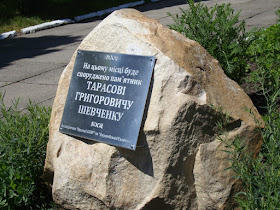 На цьому місці буде
споруджено пам'ятник
ТАРАСОВІ
ГРИГОРОВИЧУ
ШЕВЧЕНКУ